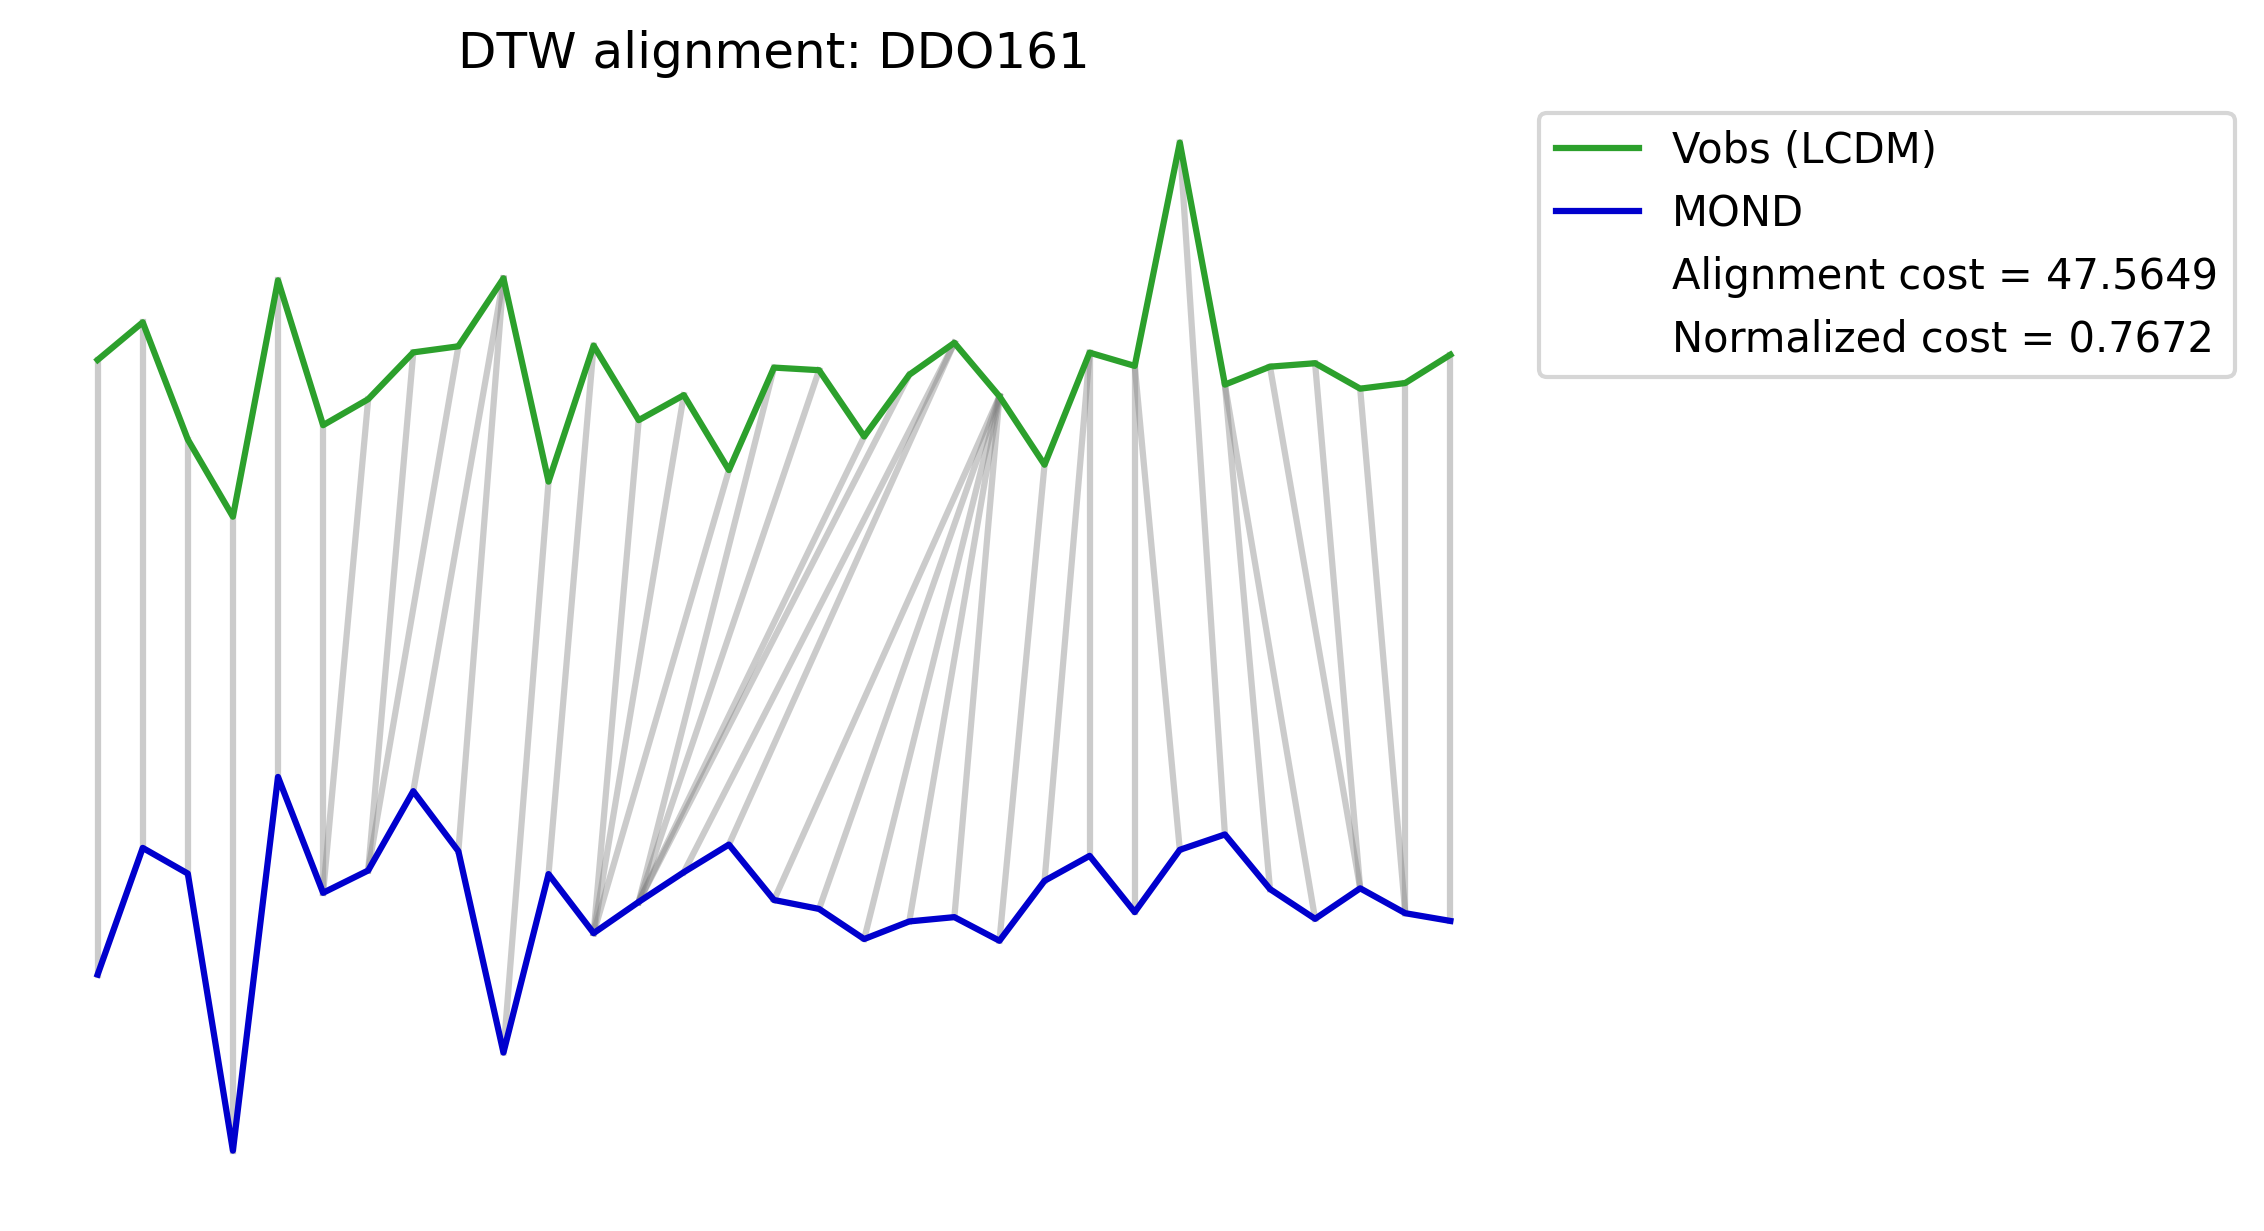 DTW alignment: DDO161
Vobs (LCDM)
MOND
Alignment cost = 47.5649
Normalized cost = 0.7672